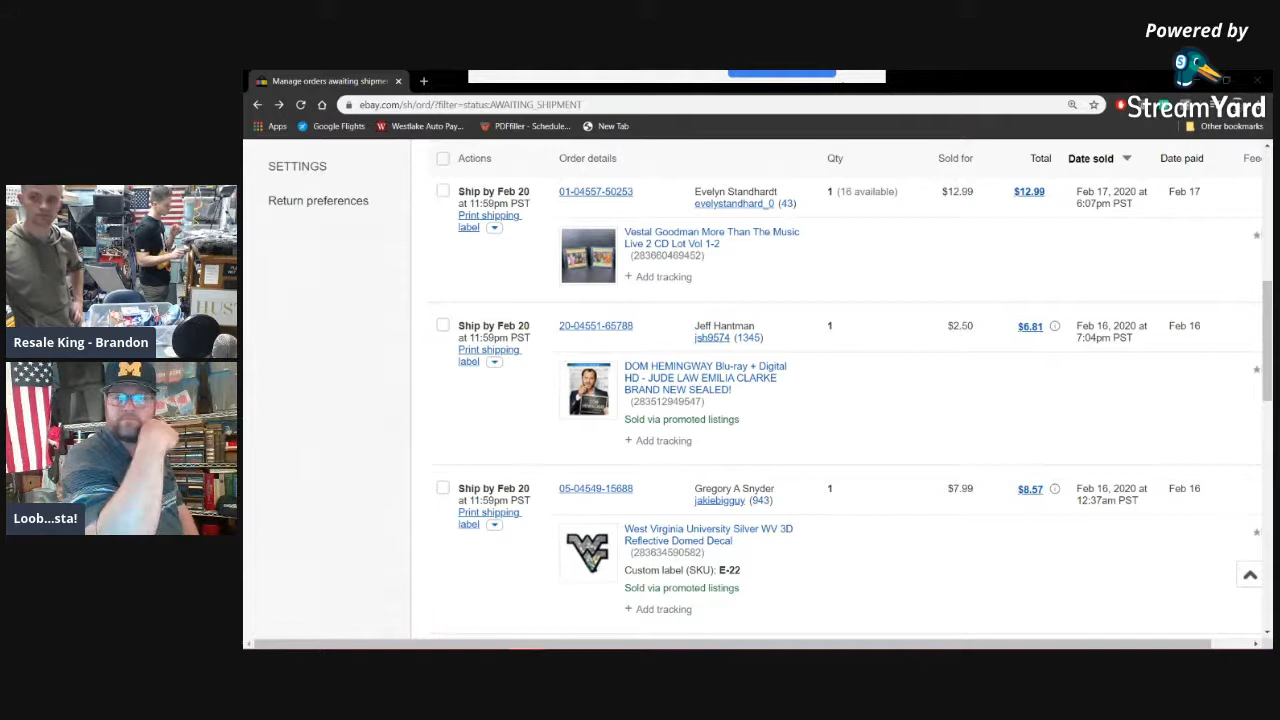 Powered by
StreamYard
Manage orders awaiting shipme
ebay.com/sh/ord/?filter=status:AWAITING_SHIPMENT
Apps
Google Flights
Westlake Auto Pay...
PDFfiller - Schedule...
New Tab
Other bookmarks
SETTINGS
Return preferences
Actions
Order details
Qty
Sold for
Total
Date sold
Date paid
Fee
Ship by Feb 20
at 11:59pm PST
Print shipping
label
01-04557-50253
Evelyn Standhardt
evelystandhard_0 (43)
1 (16 available)
$12.99
$12.99
Feb 17, 2020 at
6:07pm PST
Feb 17
Vestal Goodman More Than The Music
Live 2 CD Lot Vol 1-2
(283660469452)
+ Add tracking
Ship by Feb 20
at 11:59pm PST
Print shipping
label
20-04551-65788
Jeff Hantman
jsh9574 (1345)
1
$2.50
$6.81
Feb 16, 2020 at
7:04pm PST
Feb 16
DOM HEMINGWAY Blu-ray + Digital
HD - JUDE LAW EMILIA CLARKE
BRAND NEW SEALED!
(283512949547)
Sold via promoted listings
+ Add tracking
Ship by Feb 20
at 11:59pm PST
Print shipping
label
05-04549-15688
Gregory A Snyder
jakiebigguy (943)
1
$7.99
$8.57
Feb 16, 2020 at
12:37am PST
Feb 16
West Virginia University Silver WV 3D
Reflective Domed Decal
(283634590582)
Custom label (SKU): E-22
Sold via promoted listings
+ Add tracking
HUST
Resale King - Brandon
M
Loob...sta!